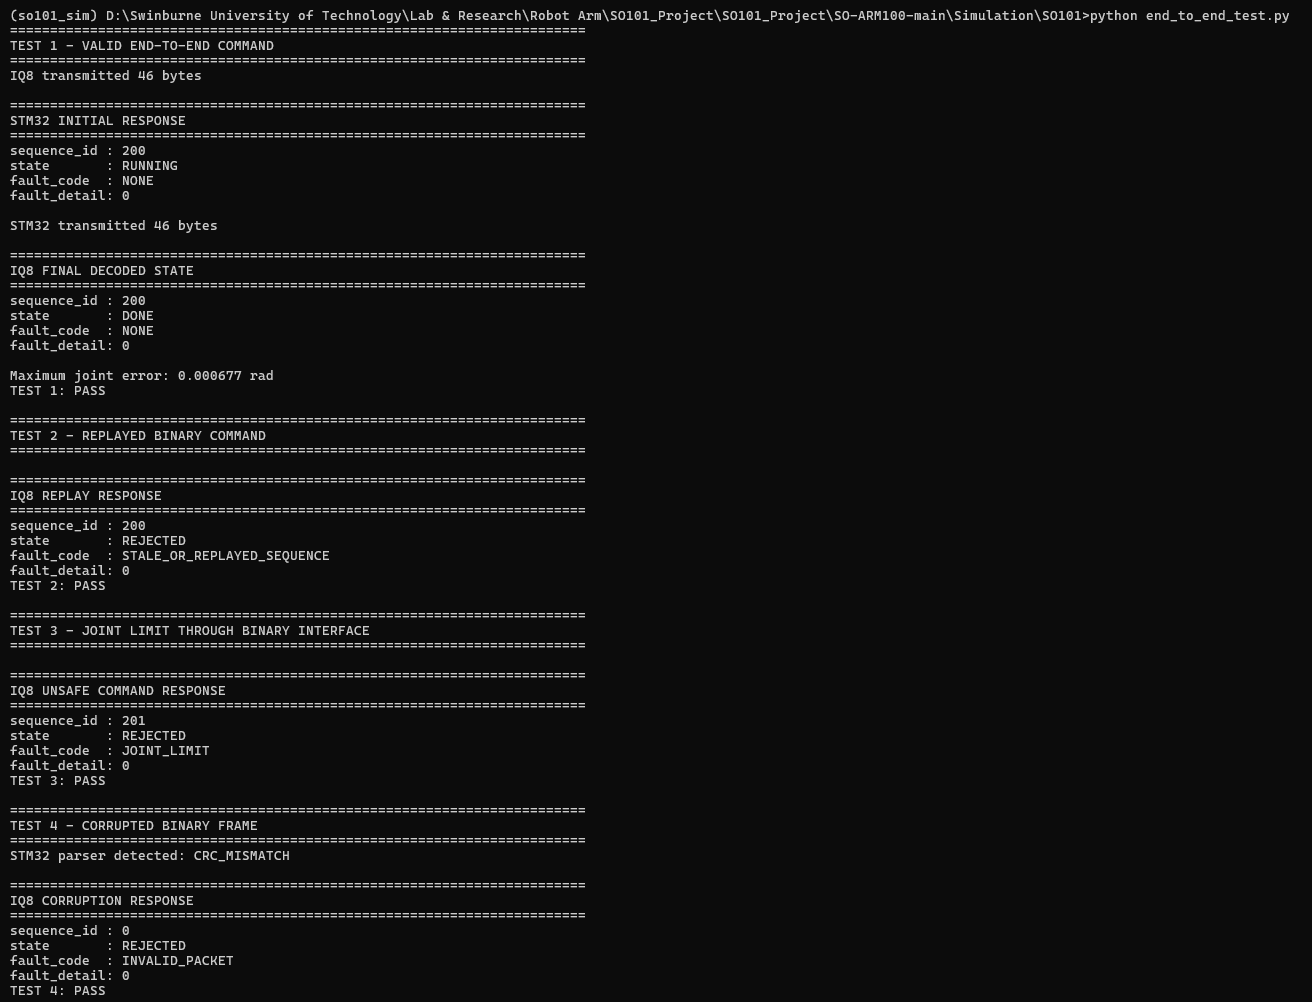 (so101_sim) D:\Swinburne University of Technology\Lab & Research\Robot Arm\SO101_Project\SO101_Project\SO-ARM100-main\Simulation\SO101>python end_to_end_test.py
========================================================================
TEST 1 - VALID END-TO-END COMMAND
========================================================================
IQ8 transmitted 46 bytes
========================================================================
STM32 INITIAL RESPONSE
========================================================================
sequence_id : 200
state       : RUNNING
fault_code  : NONE
fault_detail: 0
STM32 transmitted 46 bytes
========================================================================
IQ8 FINAL DECODED STATE
========================================================================
sequence_id : 200
state       : DONE
fault_code  : NONE
fault_detail: 0
Maximum joint error: 0.000677 rad
TEST 1: PASS
========================================================================
TEST 2 - REPLAYED BINARY COMMAND
========================================================================
========================================================================
IQ8 REPLAY RESPONSE
========================================================================
sequence_id : 200
state       : REJECTED
fault_code  : STALE_OR_REPLAYED_SEQUENCE
fault_detail: 0
TEST 2: PASS
========================================================================
TEST 3 - JOINT LIMIT THROUGH BINARY INTERFACE
========================================================================
========================================================================
IQ8 UNSAFE COMMAND RESPONSE
========================================================================
sequence_id : 201
state       : REJECTED
fault_code  : JOINT_LIMIT
fault_detail: 0
TEST 3: PASS
========================================================================
TEST 4 - CORRUPTED BINARY FRAME
========================================================================
STM32 parser detected: CRC_MISMATCH
========================================================================
IQ8 CORRUPTION RESPONSE
========================================================================
sequence_id : 0
state       : REJECTED
fault_code  : INVALID_PACKET
fault_detail: 0
TEST 4: PASS